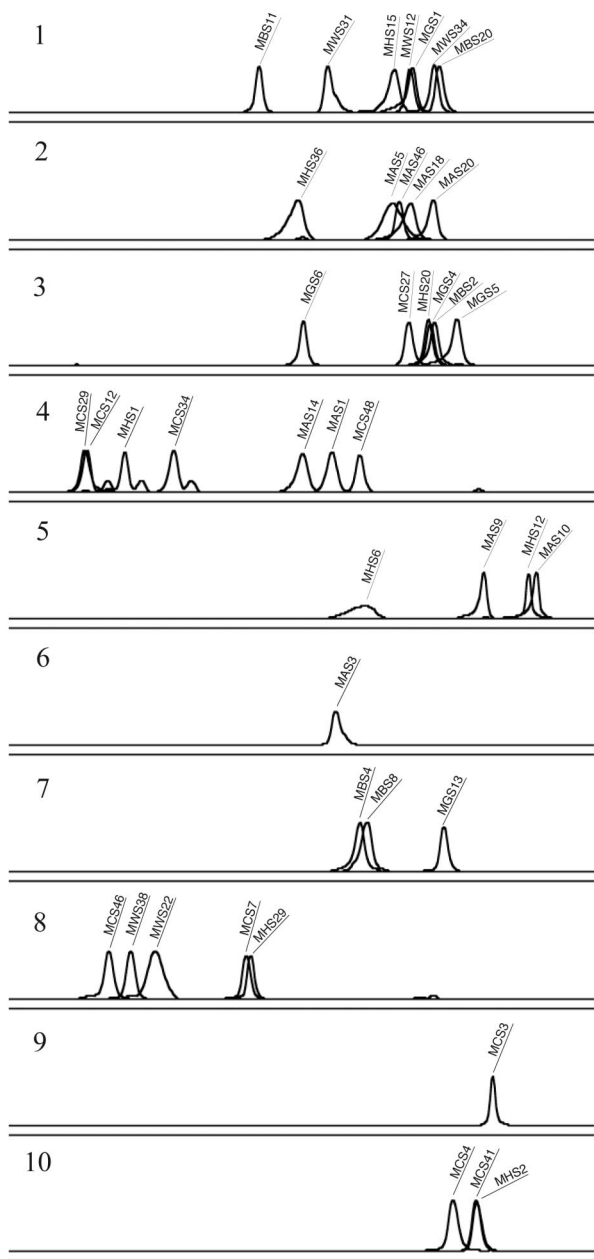 1
MBS11 MWS31 MHS15 MWS12 MGS1 MWS34 MBS20
2
MHS36 MAS5 MAS46 MAS18 MAS20
3
MGS6 MCS27 MHS20 MGS4 MBS2 MGS5
4
MCS29 MCS12 MHS1 MCS34 MAS14 MAS1 MCS48
5
MHS6 MAS9 MHS12 MAS10
6
MAS3
7
MBS4 MBS8 MGS13
8
MCS46 MWS38 MWS22 MCS7 MHS29
9
MCS3
10
MCS4 MCS41 MHS2